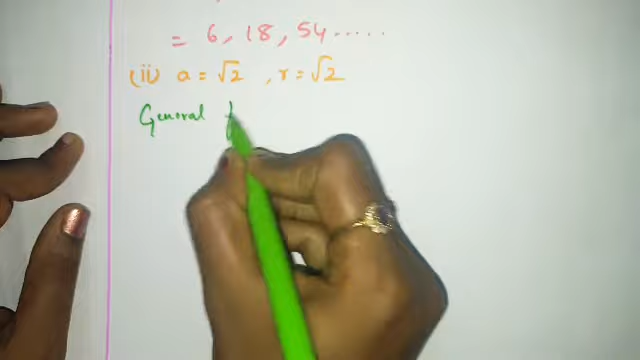 = 6, 18, 54.....
(ii) a = √2 , r = √2
General f